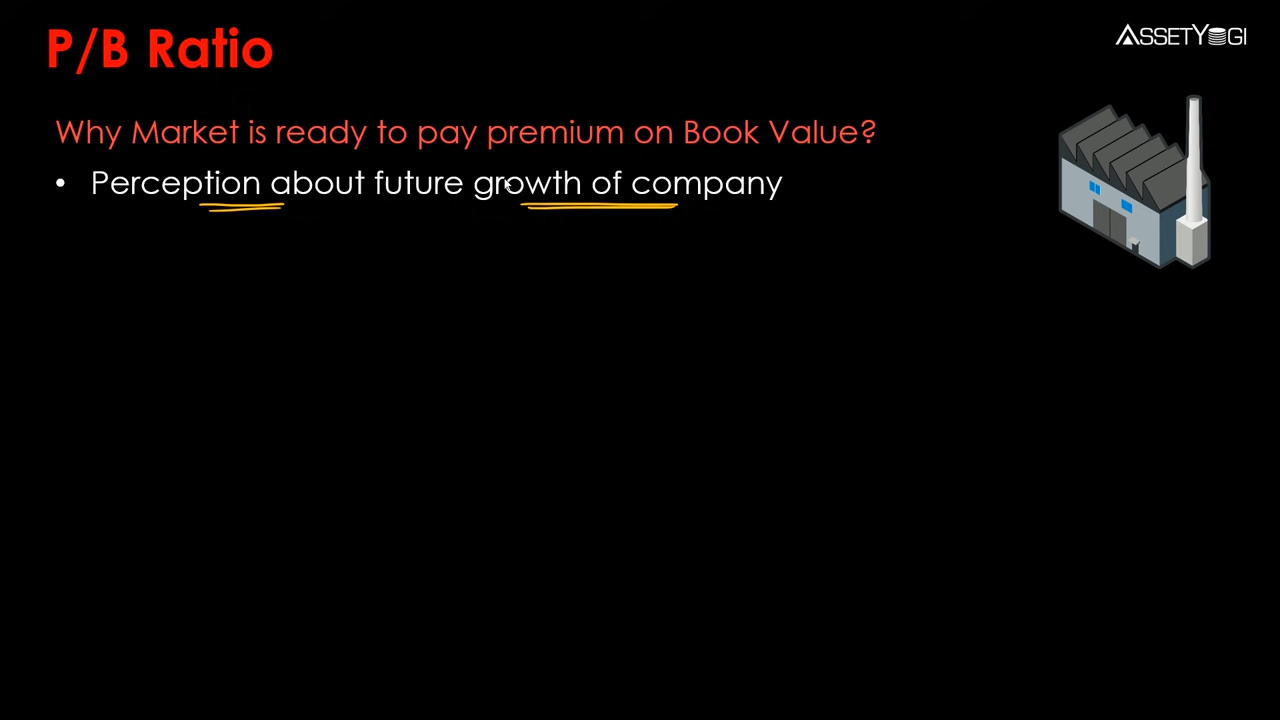 P/B Ratio
ASSETYOGI
Why Market is ready to pay premium on Book Value?
• Perception about future growth of company